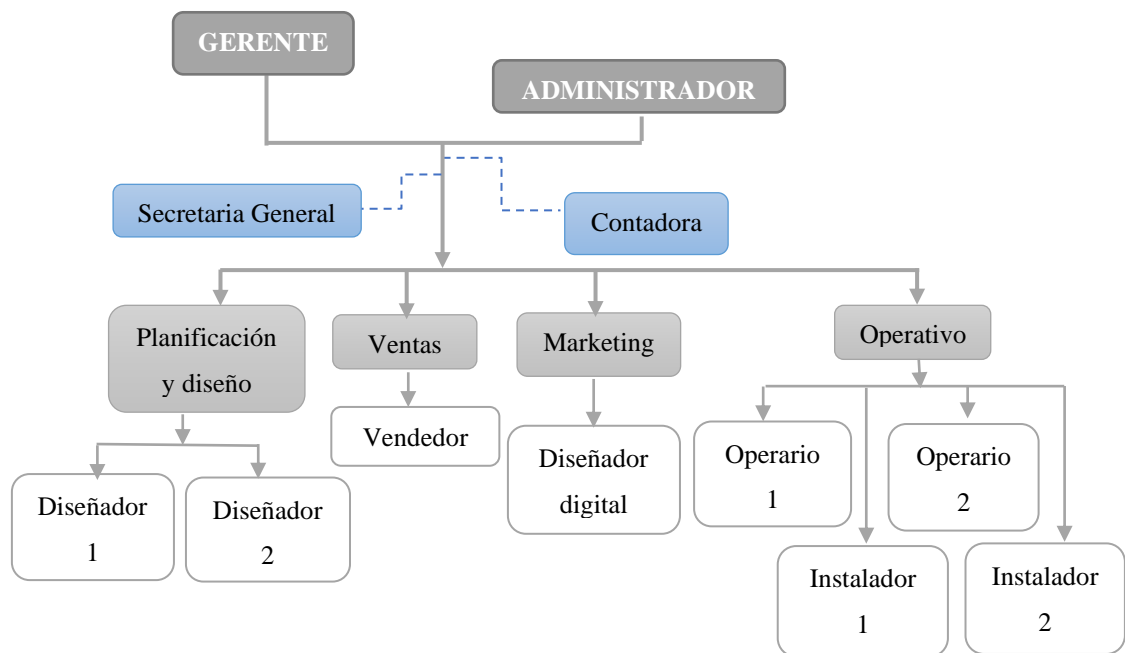 GERENTE
ADMINISTRADOR
Secretaria General
Contadora
Planificación
y diseño
Ventas
Marketing
Operativo
Vendedor
Diseñador
digital
Operario
1
Operario
2
Diseñador
1
Diseñador
2
Instalador
1
Instalador
2